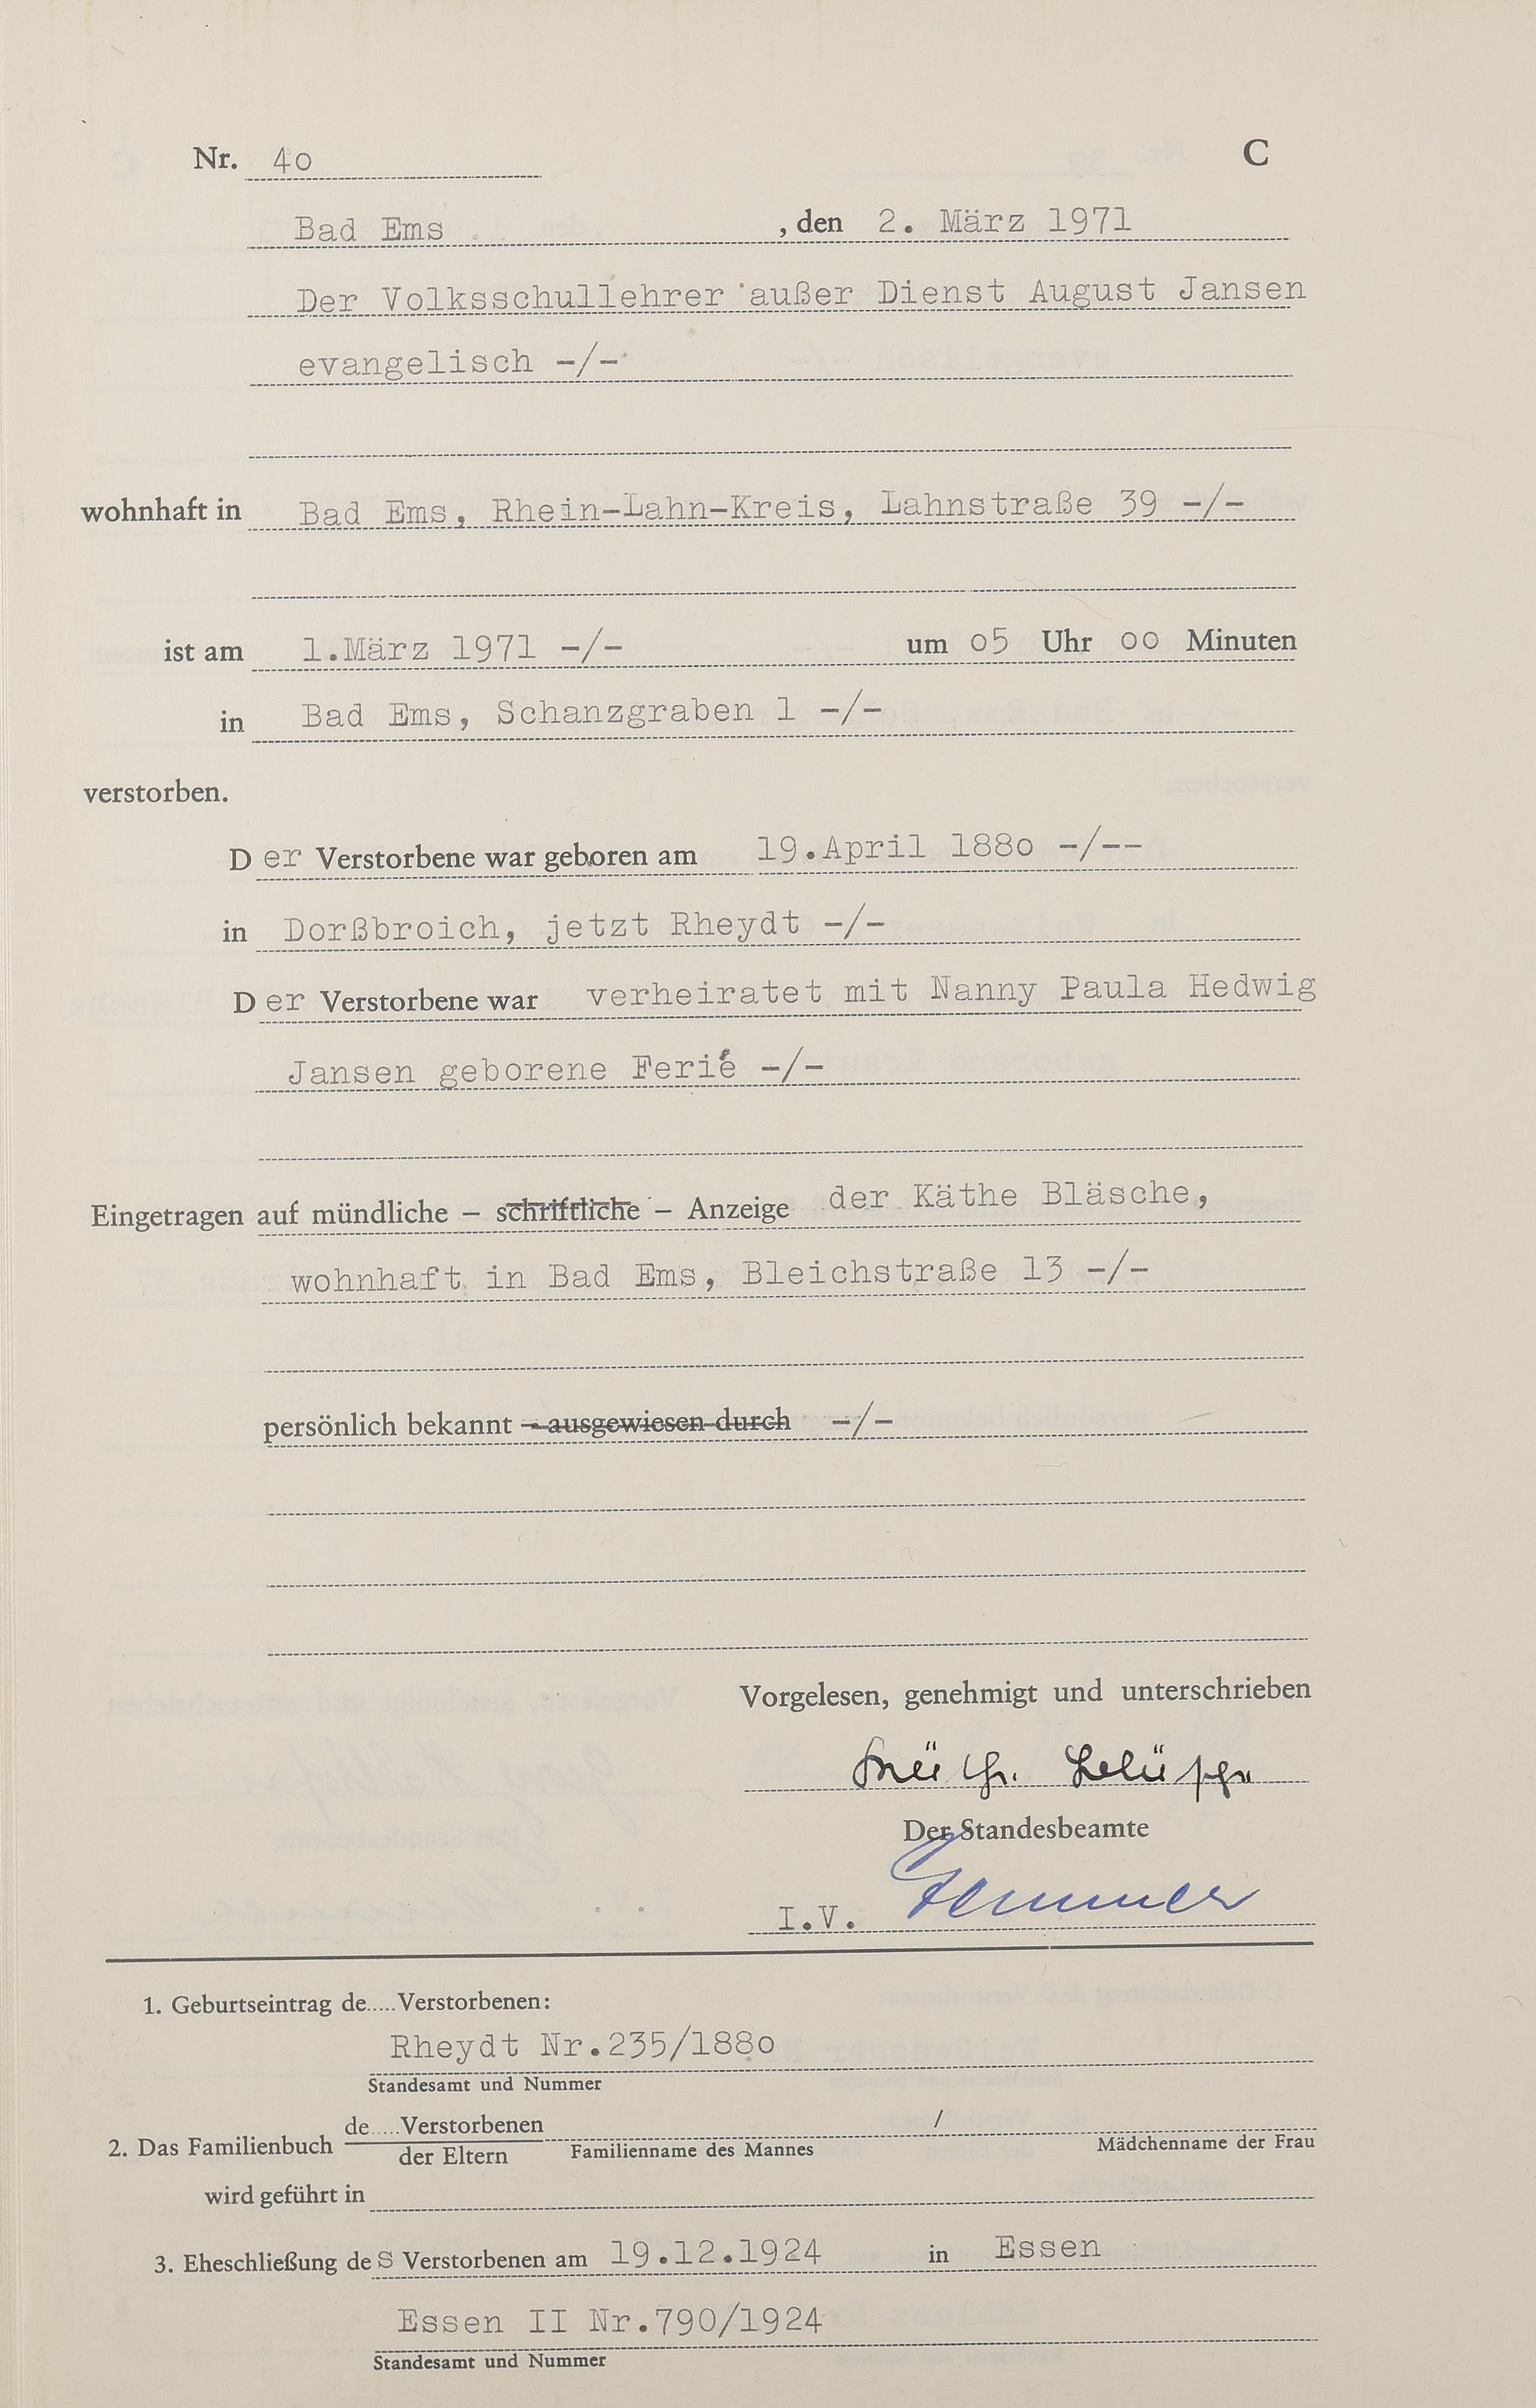 Nr. 40 C
Bad Ems , den 2. März 1971
Der Volksschullehrer außer Dienst August Jansen
evangelisch -/-
wohnhaft in Bad Ems, Rhein-Lahn-Kreis, Lahnstraße 39 -/-
ist am 1.März 1971 -/- um 05 Uhr 00 Minuten
in Bad Ems, Schanzgraben 1 -/-
verstorben.
Der Verstorbene war geboren am 19.April 1880 -/--
in Dorßbroich, jetzt Rheydt -/-
Der Verstorbene war verheiratet mit Nanny Paula Hedwig
Jansen geborene Ferié -/-
Eingetragen auf mündliche – schriftliche – Anzeige der Käthe Bläsche,
wohnhaft in Bad Ems, Bleichstraße 13 -/-
persönlich bekannt – ausgewiesen durch -/-
Vorgelesen, genehmigt und unterschrieben
Käthe Bläsche
Der Standesbeamte
I.V.
1. Geburtseintrag de.....Verstorbenen:
Rheydt Nr.235/1880
Standesamt und Nummer
2. Das Familienbuch de.....Verstorbenen /
der Eltern Familienname des Mannes Mädchenname der Frau
wird geführt in
3. Eheschließung des Verstorbenen am 19.12.1924 in Essen
Essen II Nr.790/1924
Standesamt und Nummer